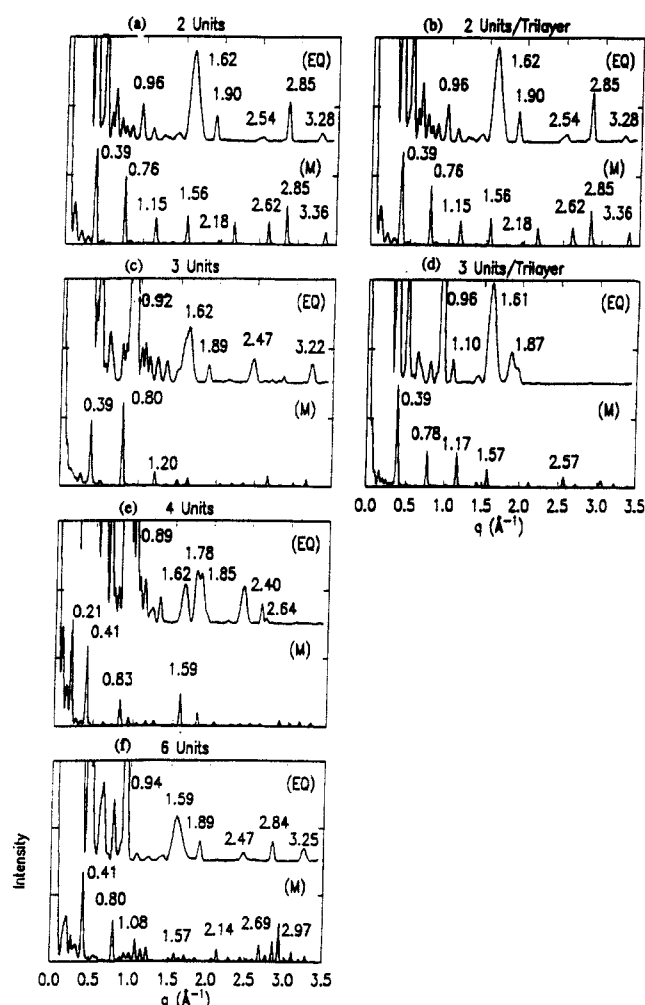 (a) 2 Units
(EQ)
0.96
1.62
1.90
2.54
2.85
3.28
(M)
0.39
0.76
1.15
1.56
2.18
2.62
2.85
3.36
(b) 2 Units/Trilayer
(EQ)
0.96
1.62
1.90
2.54
2.85
3.28
(M)
0.39
0.76
1.15
1.56
2.18
2.62
2.85
3.36
(c) 3 Units
(EQ)
0.92
1.62
1.89
2.47
3.22
(M)
0.39
0.80
1.20
(d) 3 Units/Trilayer
(EQ)
0.96
1.61
1.10
1.87
(M)
0.39
0.78
1.17
1.57
2.57
0.0 0.5 1.0 1.5 2.0 2.5 3.0 3.5
q (Å⁻¹)
(e) 4 Units
(EQ)
0.89
1.78
1.62
1.85
2.40
2.64
(M)
0.21
0.41
0.83
1.59
(f) 6 Units
(EQ)
0.94
1.59
1.89
2.47
2.84
3.25
(M)
0.41
0.80
1.08
1.57
2.14
2.69
2.97
Intensity
0.0 0.5 1.0 1.5 2.0 2.5 3.0 3.5
q (Å⁻¹)